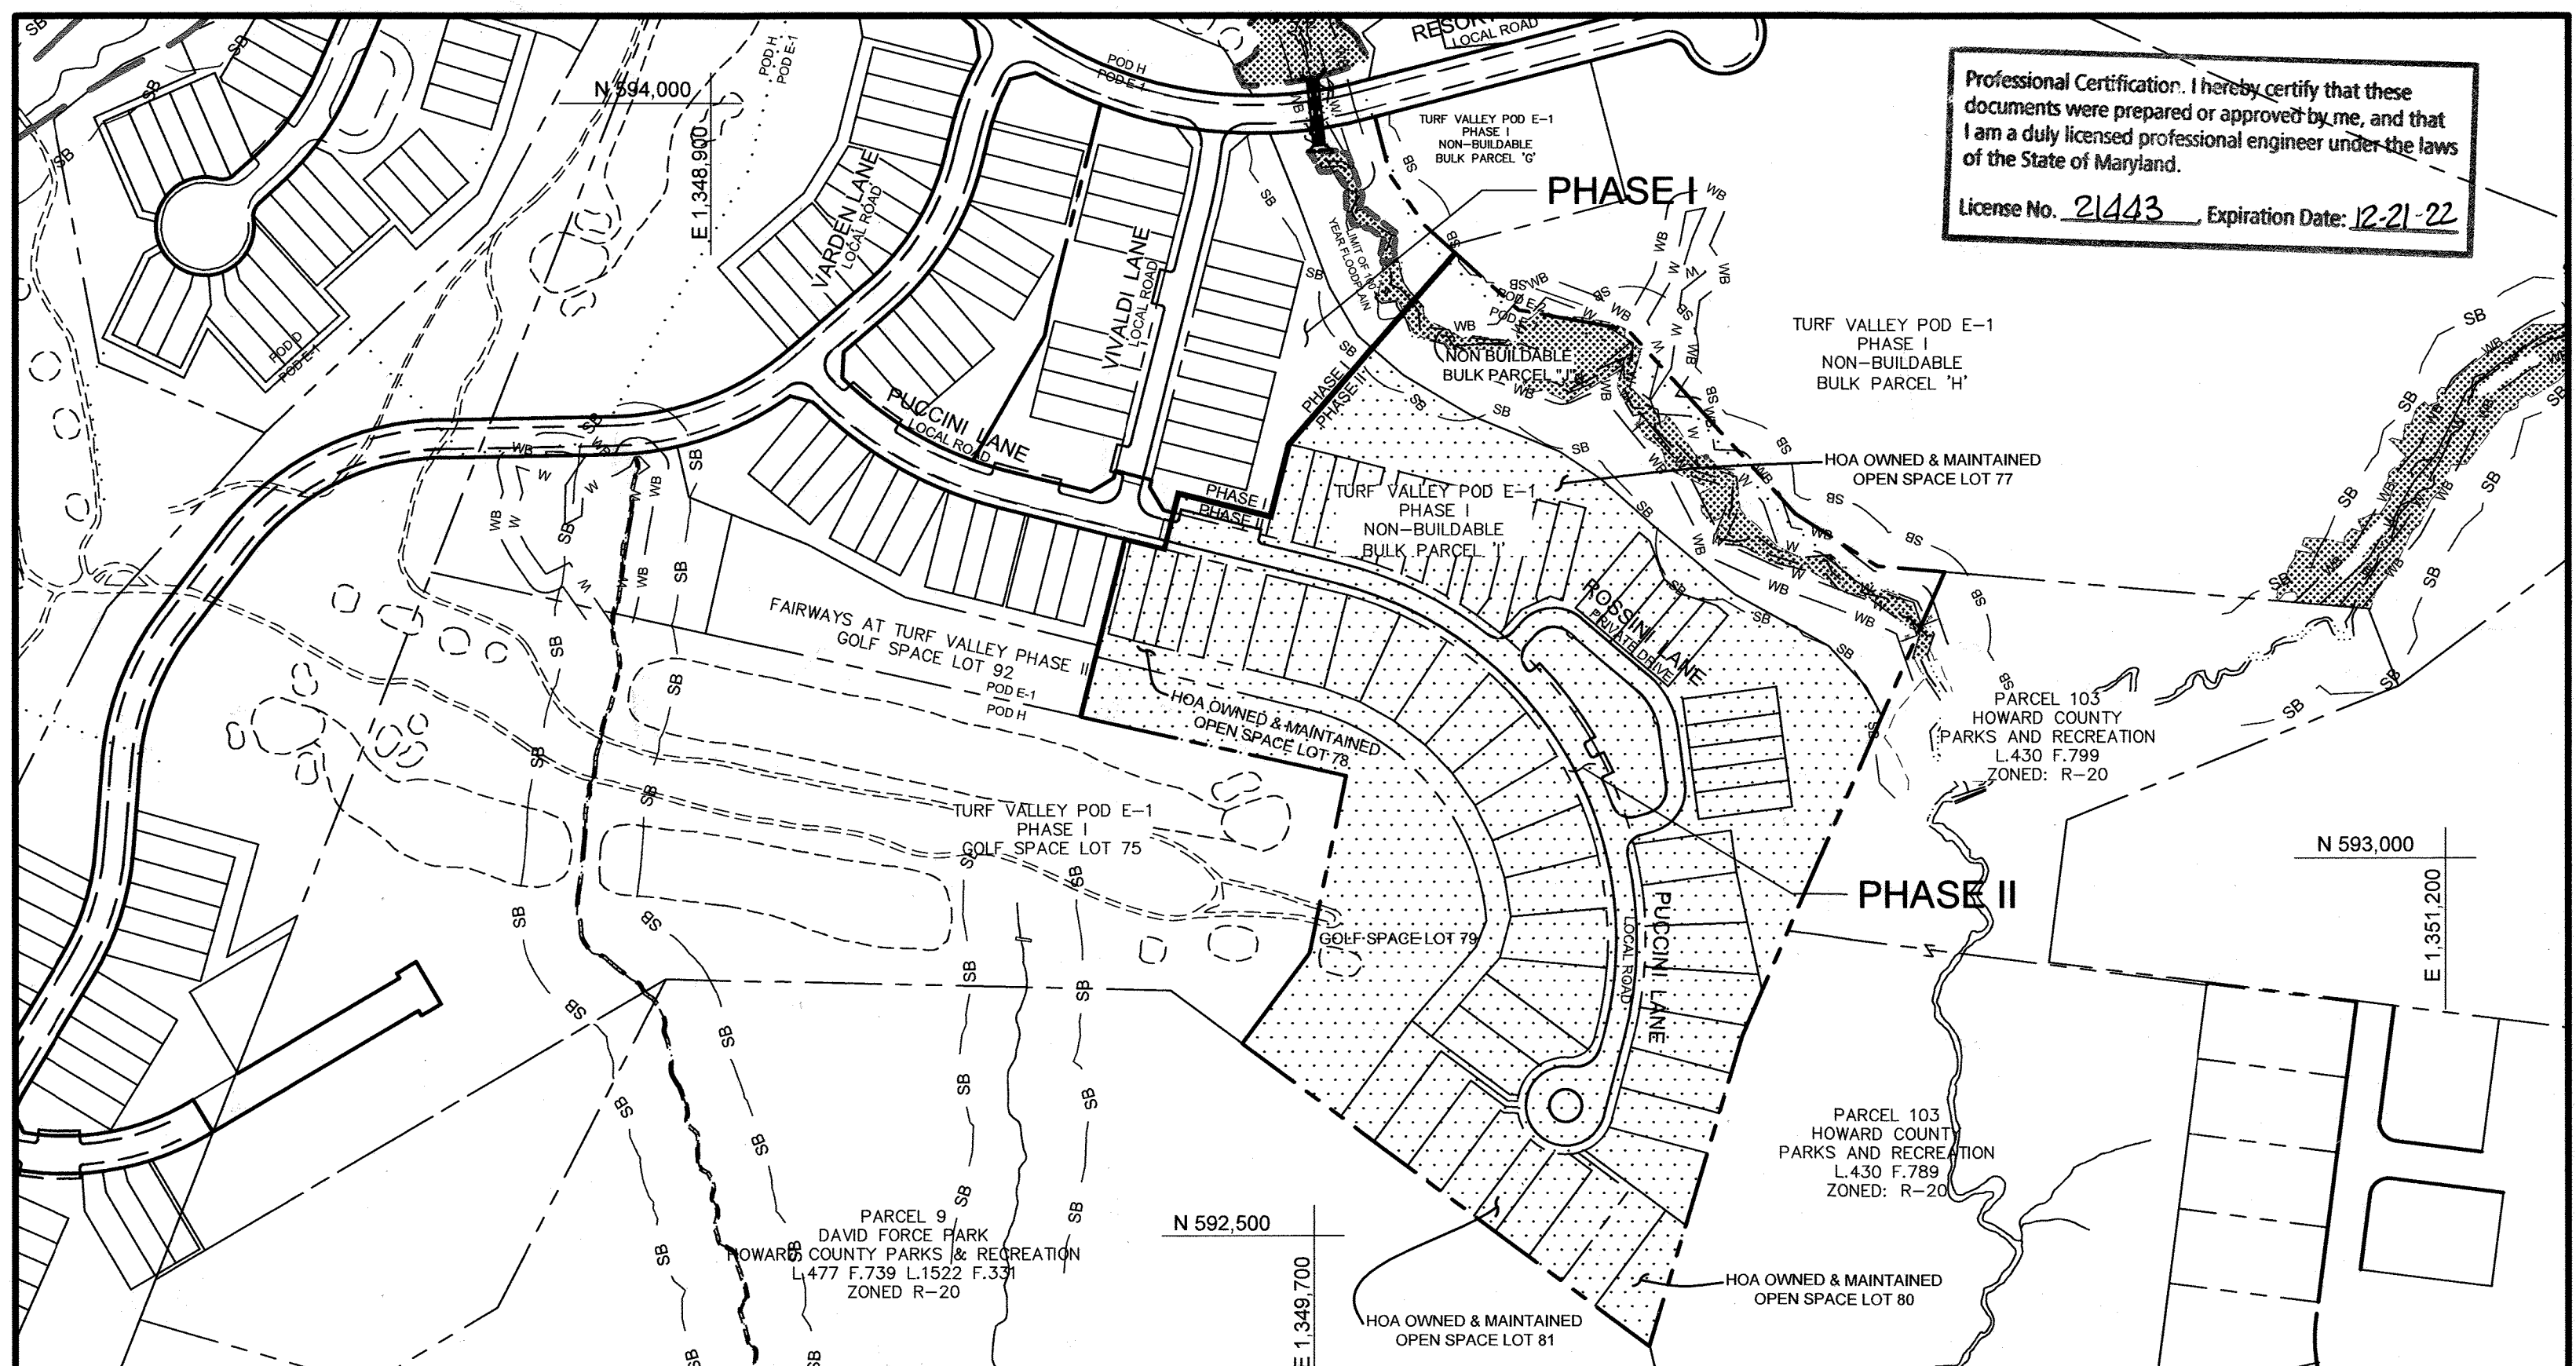 RESORT
LOCAL ROAD
POD H
POD E-1
POD H
POD E-1
N 594,000
E 1,348,900
TURF VALLEY POD E-1
PHASE I
NON-BUILDABLE
BULK PARCEL 'G'
Professional Certification. I hereby certify that these
documents were prepared or approved by me, and that
I am a duly licensed professional engineer under the laws
of the State of Maryland.
License No. 21443, Expiration Date: 12-21-22
PHASE I
VARDEN LANE
LOCAL ROAD
VIVALDI LANE
LOCAL ROAD
LIMIT OF 100
YEAR FLOODPLAIN
POD E-2
TURF VALLEY POD E-1
PHASE I
NON-BUILDABLE
BULK PARCEL 'H'
POD D
POD E-1
NON BUILDABLE
BULK PARCEL "J"
PHASE I
PHASE II
PUCCINI LANE
LOCAL ROAD
HOA OWNED & MAINTAINED
OPEN SPACE LOT 77
PHASE I
PHASE II
TURF VALLEY POD E-1
PHASE I
NON-BUILDABLE
BULK PARCEL 'I'
ROSSINI LANE
PRIVATE DRIVE
FAIRWAYS AT TURF VALLEY PHASE II
GOLF SPACE LOT 92
POD E-1
POD H
HOA OWNED & MAINTAINED
OPEN SPACE LOT 78
PARCEL 103
HOWARD COUNTY
PARKS AND RECREATION
L.430 F.799
ZONED: R-20
TURF VALLEY POD E-1
PHASE I
GOLF SPACE LOT 75
N 593,000
E 1,351,200
PHASE II
GOLF SPACE LOT 79
PUCCINI LANE
LOCAL ROAD
PARCEL 103
HOWARD COUNTY
PARKS AND RECREATION
L.430 F.789
ZONED: R-20
PARCEL 9
DAVID FORCE PARK
HOWARD COUNTY PARKS & RECREATION
L.477 F.739 L.1522 F.331
ZONED R-20
N 592,500
E 1,349,700
HOA OWNED & MAINTAINED
OPEN SPACE LOT 80
HOA OWNED & MAINTAINED
OPEN SPACE LOT 81